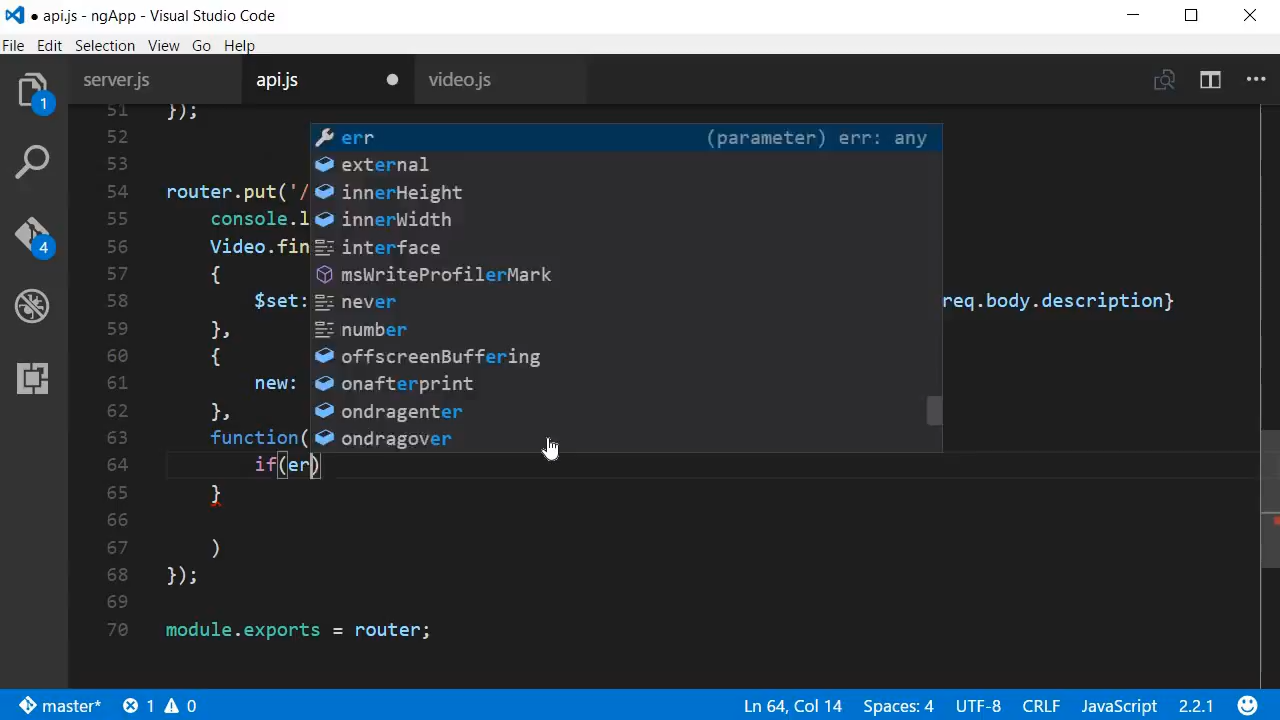 ● api.js - ngApp - Visual Studio Code
File Edit Selection View Go Help
server.js api.js ● video.js
1
4
51 });
52
53
54 router.put('/
55 console.l
56 Video.fin
57 {
58 $set: req.body.description}
59 },
60 {
61 new:
62 },
63 function(
64 if(er)
65 }
66
67 )
68 });
69
70 module.exports = router;
err (parameter) err: any
external
innerHeight
innerWidth
interface
msWriteProfilerMark
never
number
offscreenBuffering
onafterprint
ondragenter
ondragover
master* 1 0 Ln 64, Col 14 Spaces: 4 UTF-8 CRLF JavaScript 2.2.1